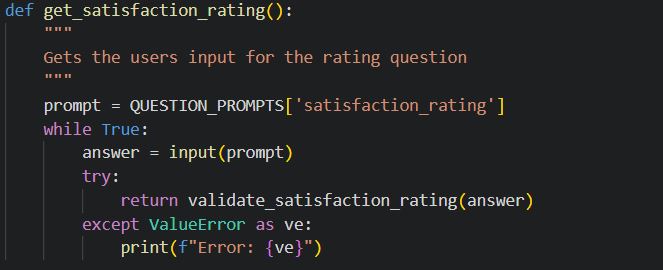 def get_satisfaction_rating():
    """
    Gets the users input for the rating question
    """
    prompt = QUESTION_PROMPTS['satisfaction_rating']
    while True:
        answer = input(prompt)
        try:
            return validate_satisfaction_rating(answer)
        except ValueError as ve:
            print(f"Error: {ve}")